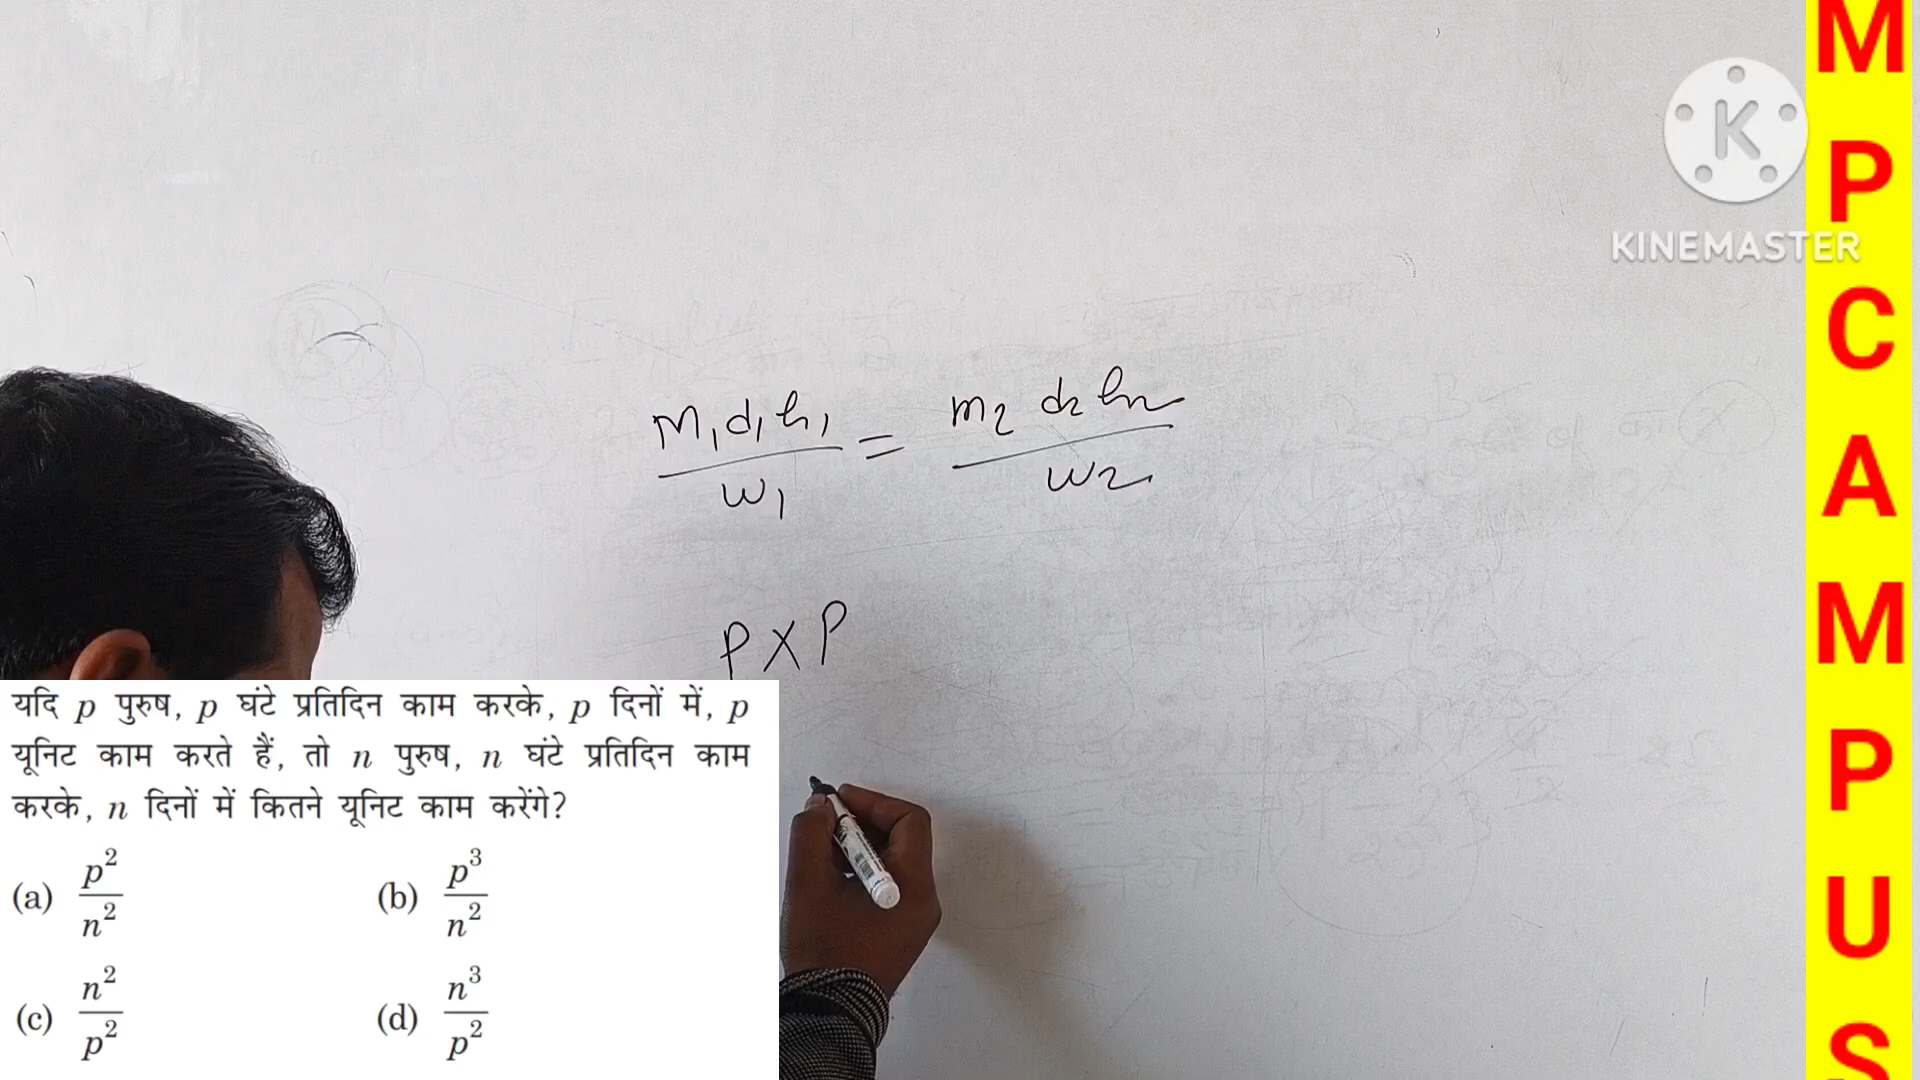 M₁d₁h₁/w₁ = m₂ d₂ h₂/w₂
P X P
यदि p पुरुष, p घंटे प्रतिदिन काम करके, p दिनों में, p
यूनिट काम करते हैं, तो n पुरुष, n घंटे प्रतिदिन काम
करके, n दिनों में कितने यूनिट काम करेंगे?
(a) p²/n² (b) p³/n²
(c) n²/p² (d) n³/p²
KINEMASTER
MPCAMPUS